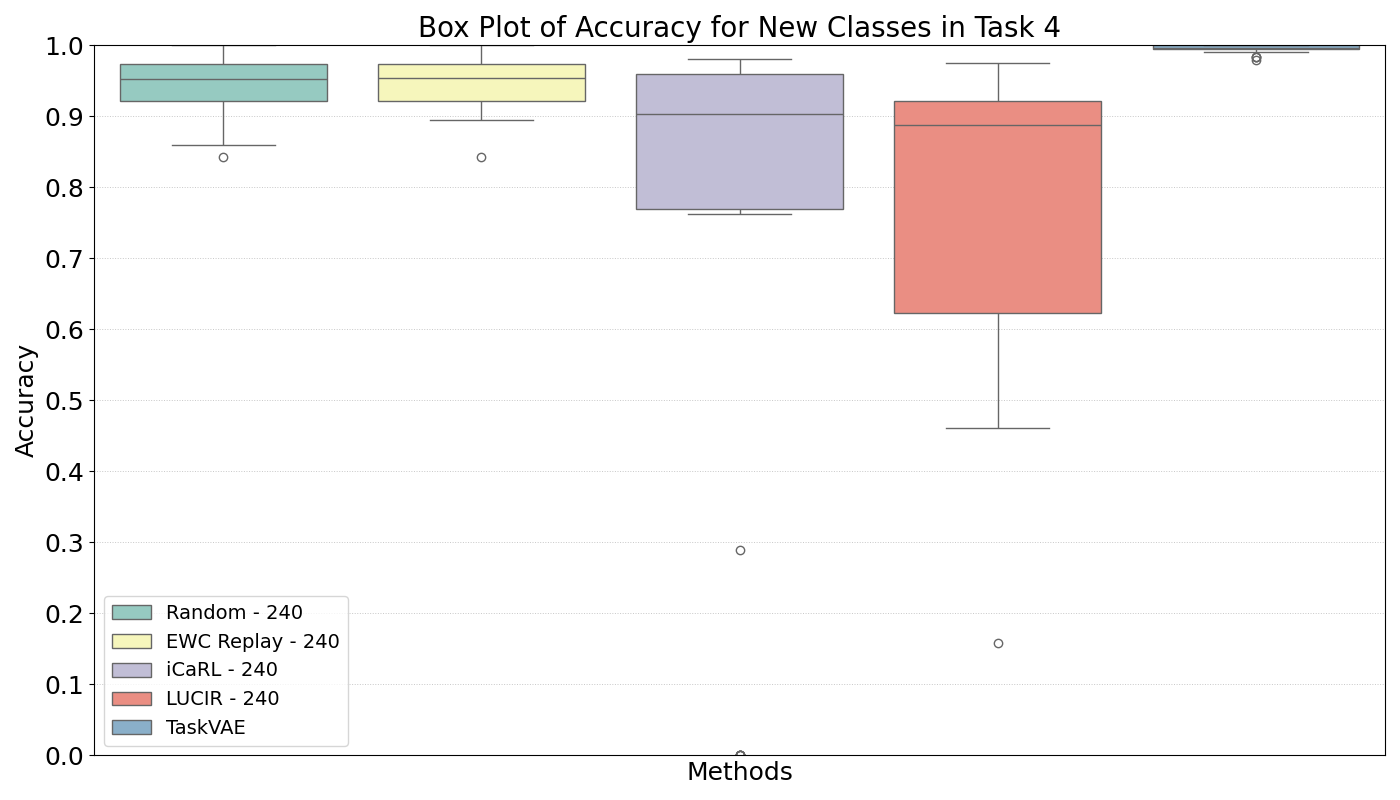 Box Plot of Accuracy for New Classes in Task 4
1.0
0.9
0.8
0.7
0.6
0.5
0.4
0.3
0.2
0.1
0.0
Accuracy
Random - 240
EWC Replay - 240
iCaRL - 240
LUCIR - 240
TaskVAE
Methods